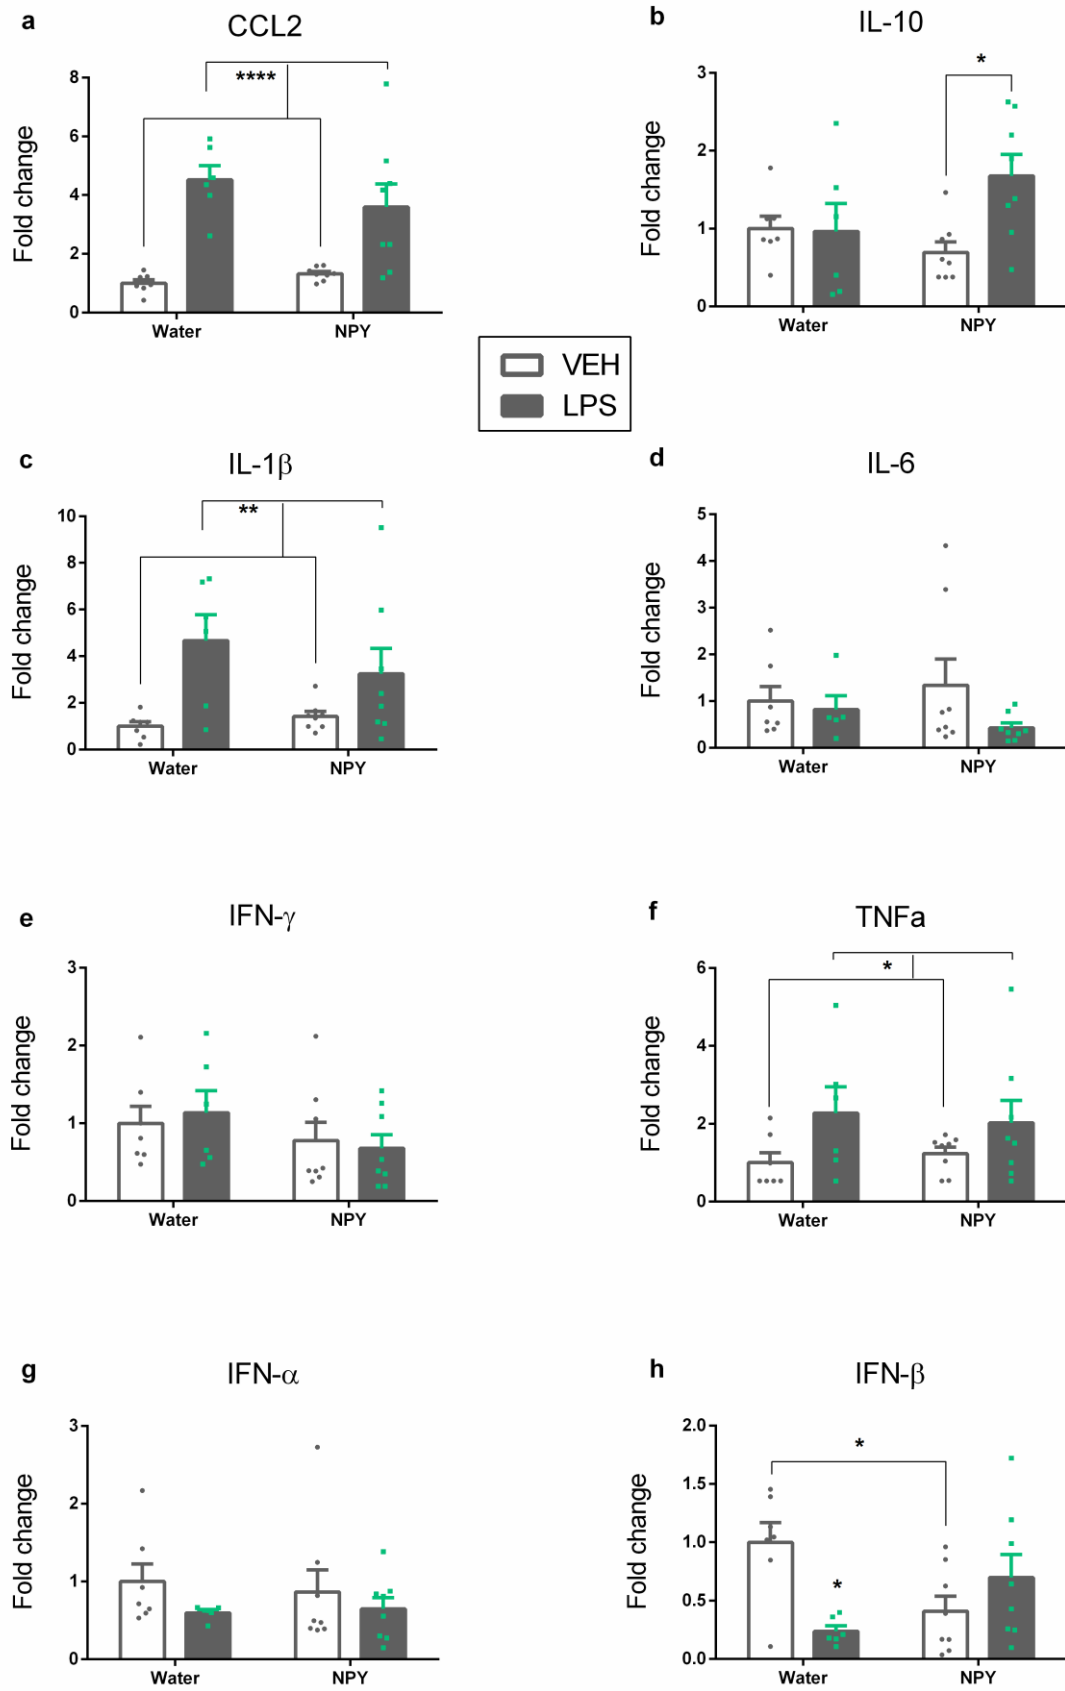 a
CCL2
Fold change
8
6
4
2
0
****
Water
NPY
b
IL-10
Fold change
3
2
1
0
*
Water
NPY
VEH
LPS
c
IL-1β
Fold change
10
8
6
4
2
0
**
Water
NPY
d
IL-6
Fold change
5
4
3
2
1
0
Water
NPY
e
IFN-γ
Fold change
3
2
1
0
Water
NPY
f
TNFa
Fold change
6
4
2
0
*
Water
NPY
g
IFN-α
Fold change
3
2
1
0
Water
NPY
h
IFN-β
Fold change
2.0
1.5
1.0
0.5
0.0
*
*
Water
NPY